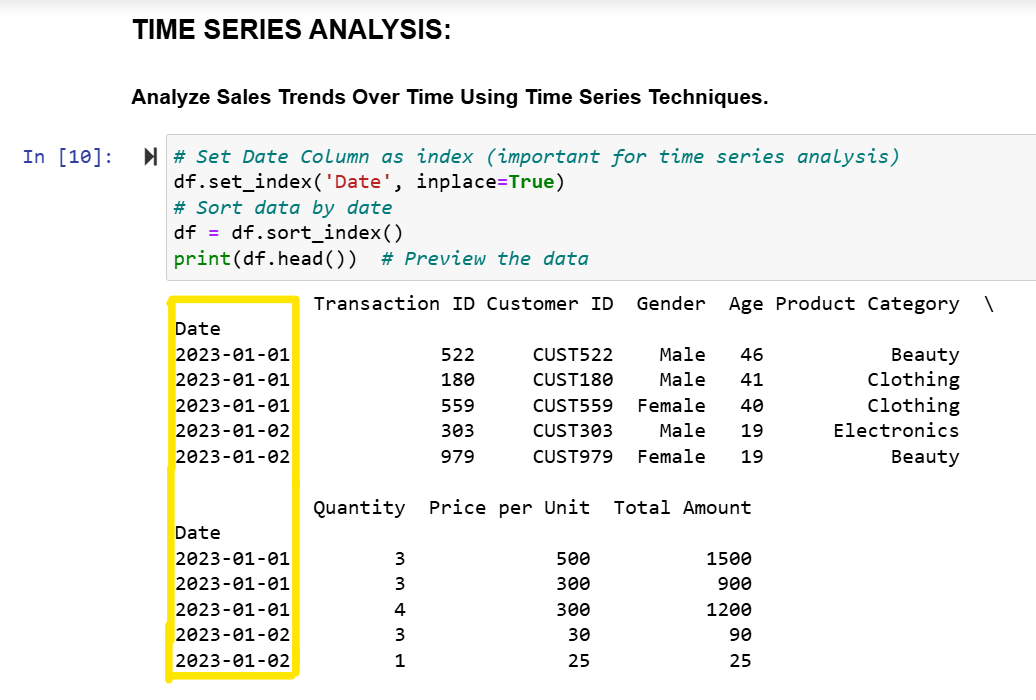 TIME SERIES ANALYSIS:
Analyze Sales Trends Over Time Using Time Series Techniques.
In [10]:
# Set Date Column as index (important for time series analysis)
df.set_index('Date', inplace=True)
# Sort data by date
df = df.sort_index()
print(df.head())  # Preview the data
Transaction ID Customer ID  Gender  Age Product Category  \
Date
2023-01-01             522     CUST522    Male   46           Beauty
2023-01-01             180     CUST180    Male   41         Clothing
2023-01-01             559     CUST559  Female   40         Clothing
2023-01-02             303     CUST303    Male   19      Electronics
2023-01-02             979     CUST979  Female   19           Beauty
Quantity  Price per Unit  Total Amount
Date
2023-01-01         3             500          1500
2023-01-01         3             300           900
2023-01-01         4             300          1200
2023-01-02         3              30            90
2023-01-02         1              25            25